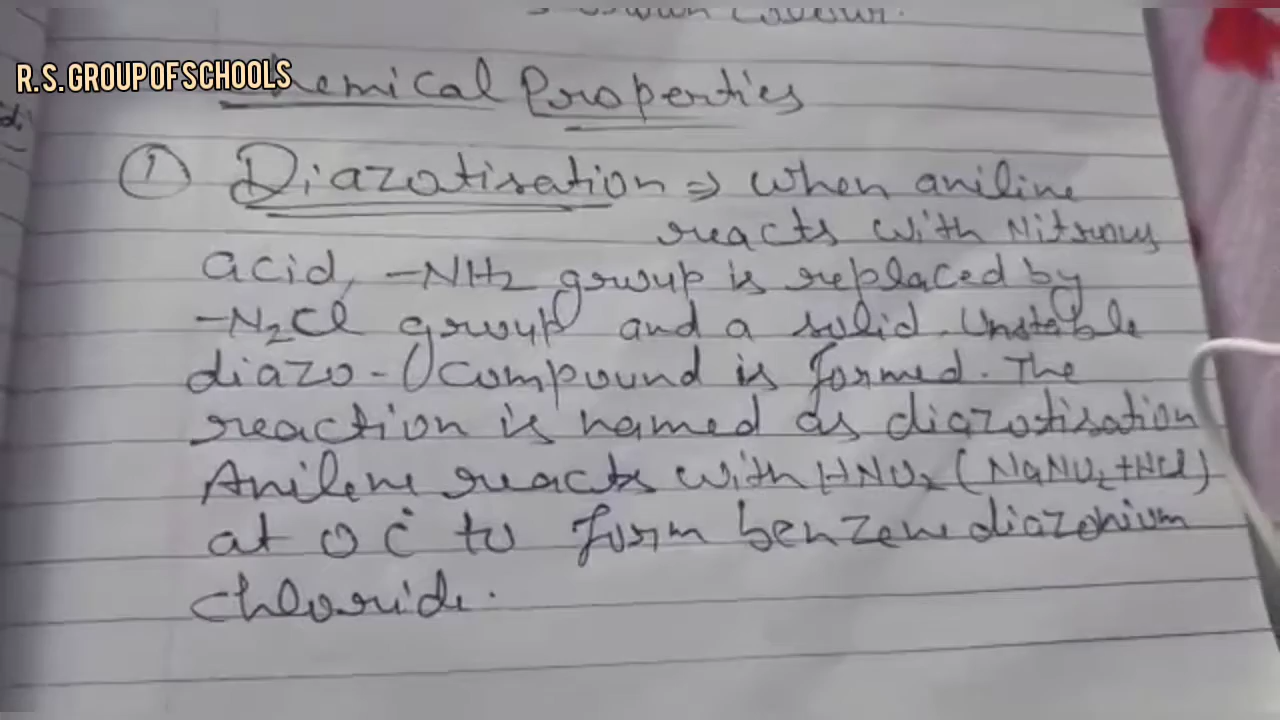 Colour.
R.S. GROUP OF SCHOOLS
Chemical Properties
① Diazotisation ⇒ When aniline
reacts with Nitrous
acid, -NH2 group is replaced by
-N2Cl group and a solid unstable
diazo-compound is formed. The
reaction is named as diazotisation
Anilene reacts with HNO2 (NaNO2+HCl)
at 0°C to form benzene diazonium
chloride.